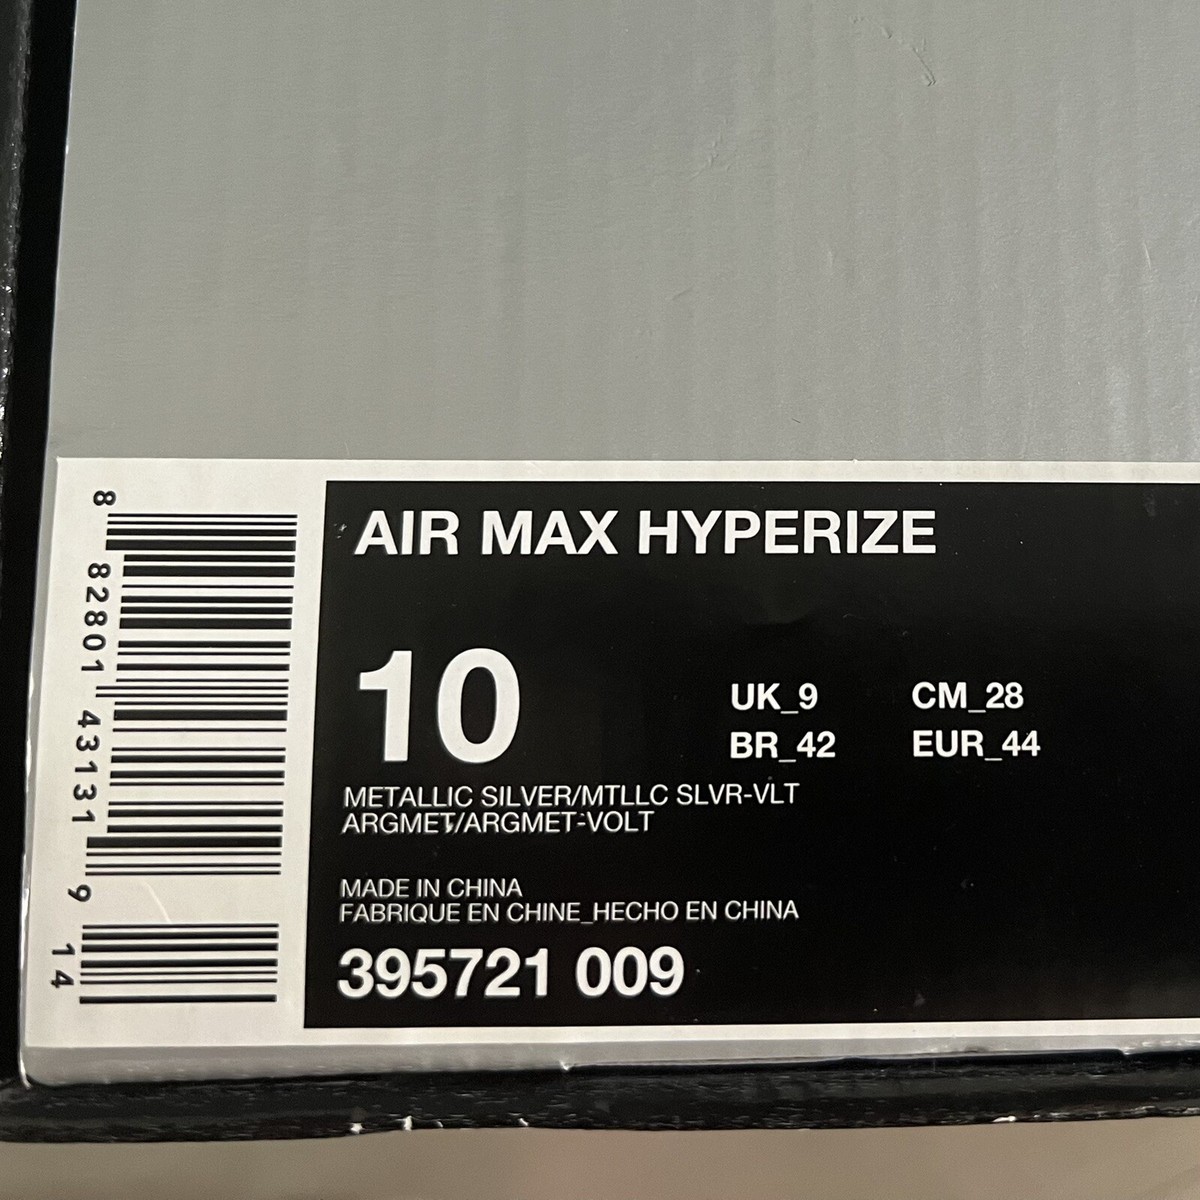 AIR MAX HYPERIZE
10
UK_9 CM_28
BR_42 EUR_44
METALLIC SILVER/MTLLC SLVR-VLT
ARGMET/ARGMET-VOLT
MADE IN CHINA
FABRIQUE EN CHINE_HECHO EN CHINA
395721 009
8 82801 43131 9
14